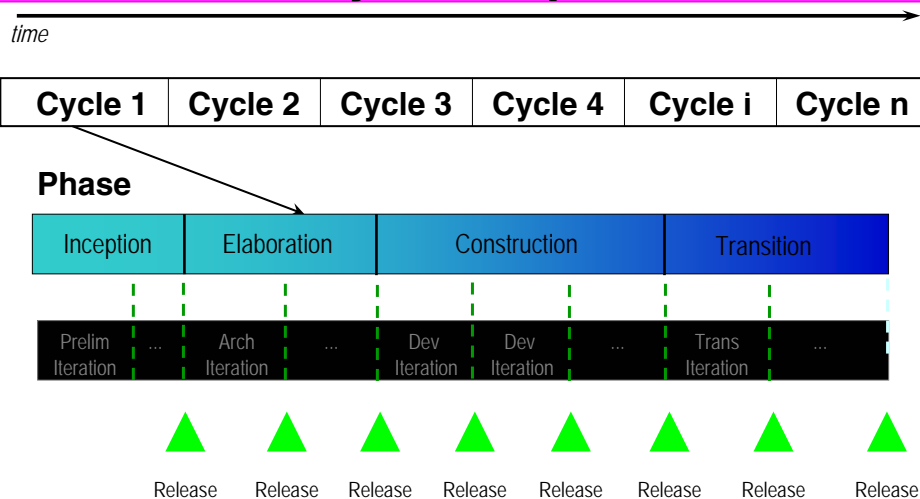 time
Cycle 1 Cycle 2 Cycle 3 Cycle 4 Cycle i Cycle n
Phase
Inception Elaboration Construction Transition
Prelim ... Arch ... Dev Dev ... Trans ...
Iteration Iteration Iteration Iteration Iteration
Release Release Release Release Release Release Release Release